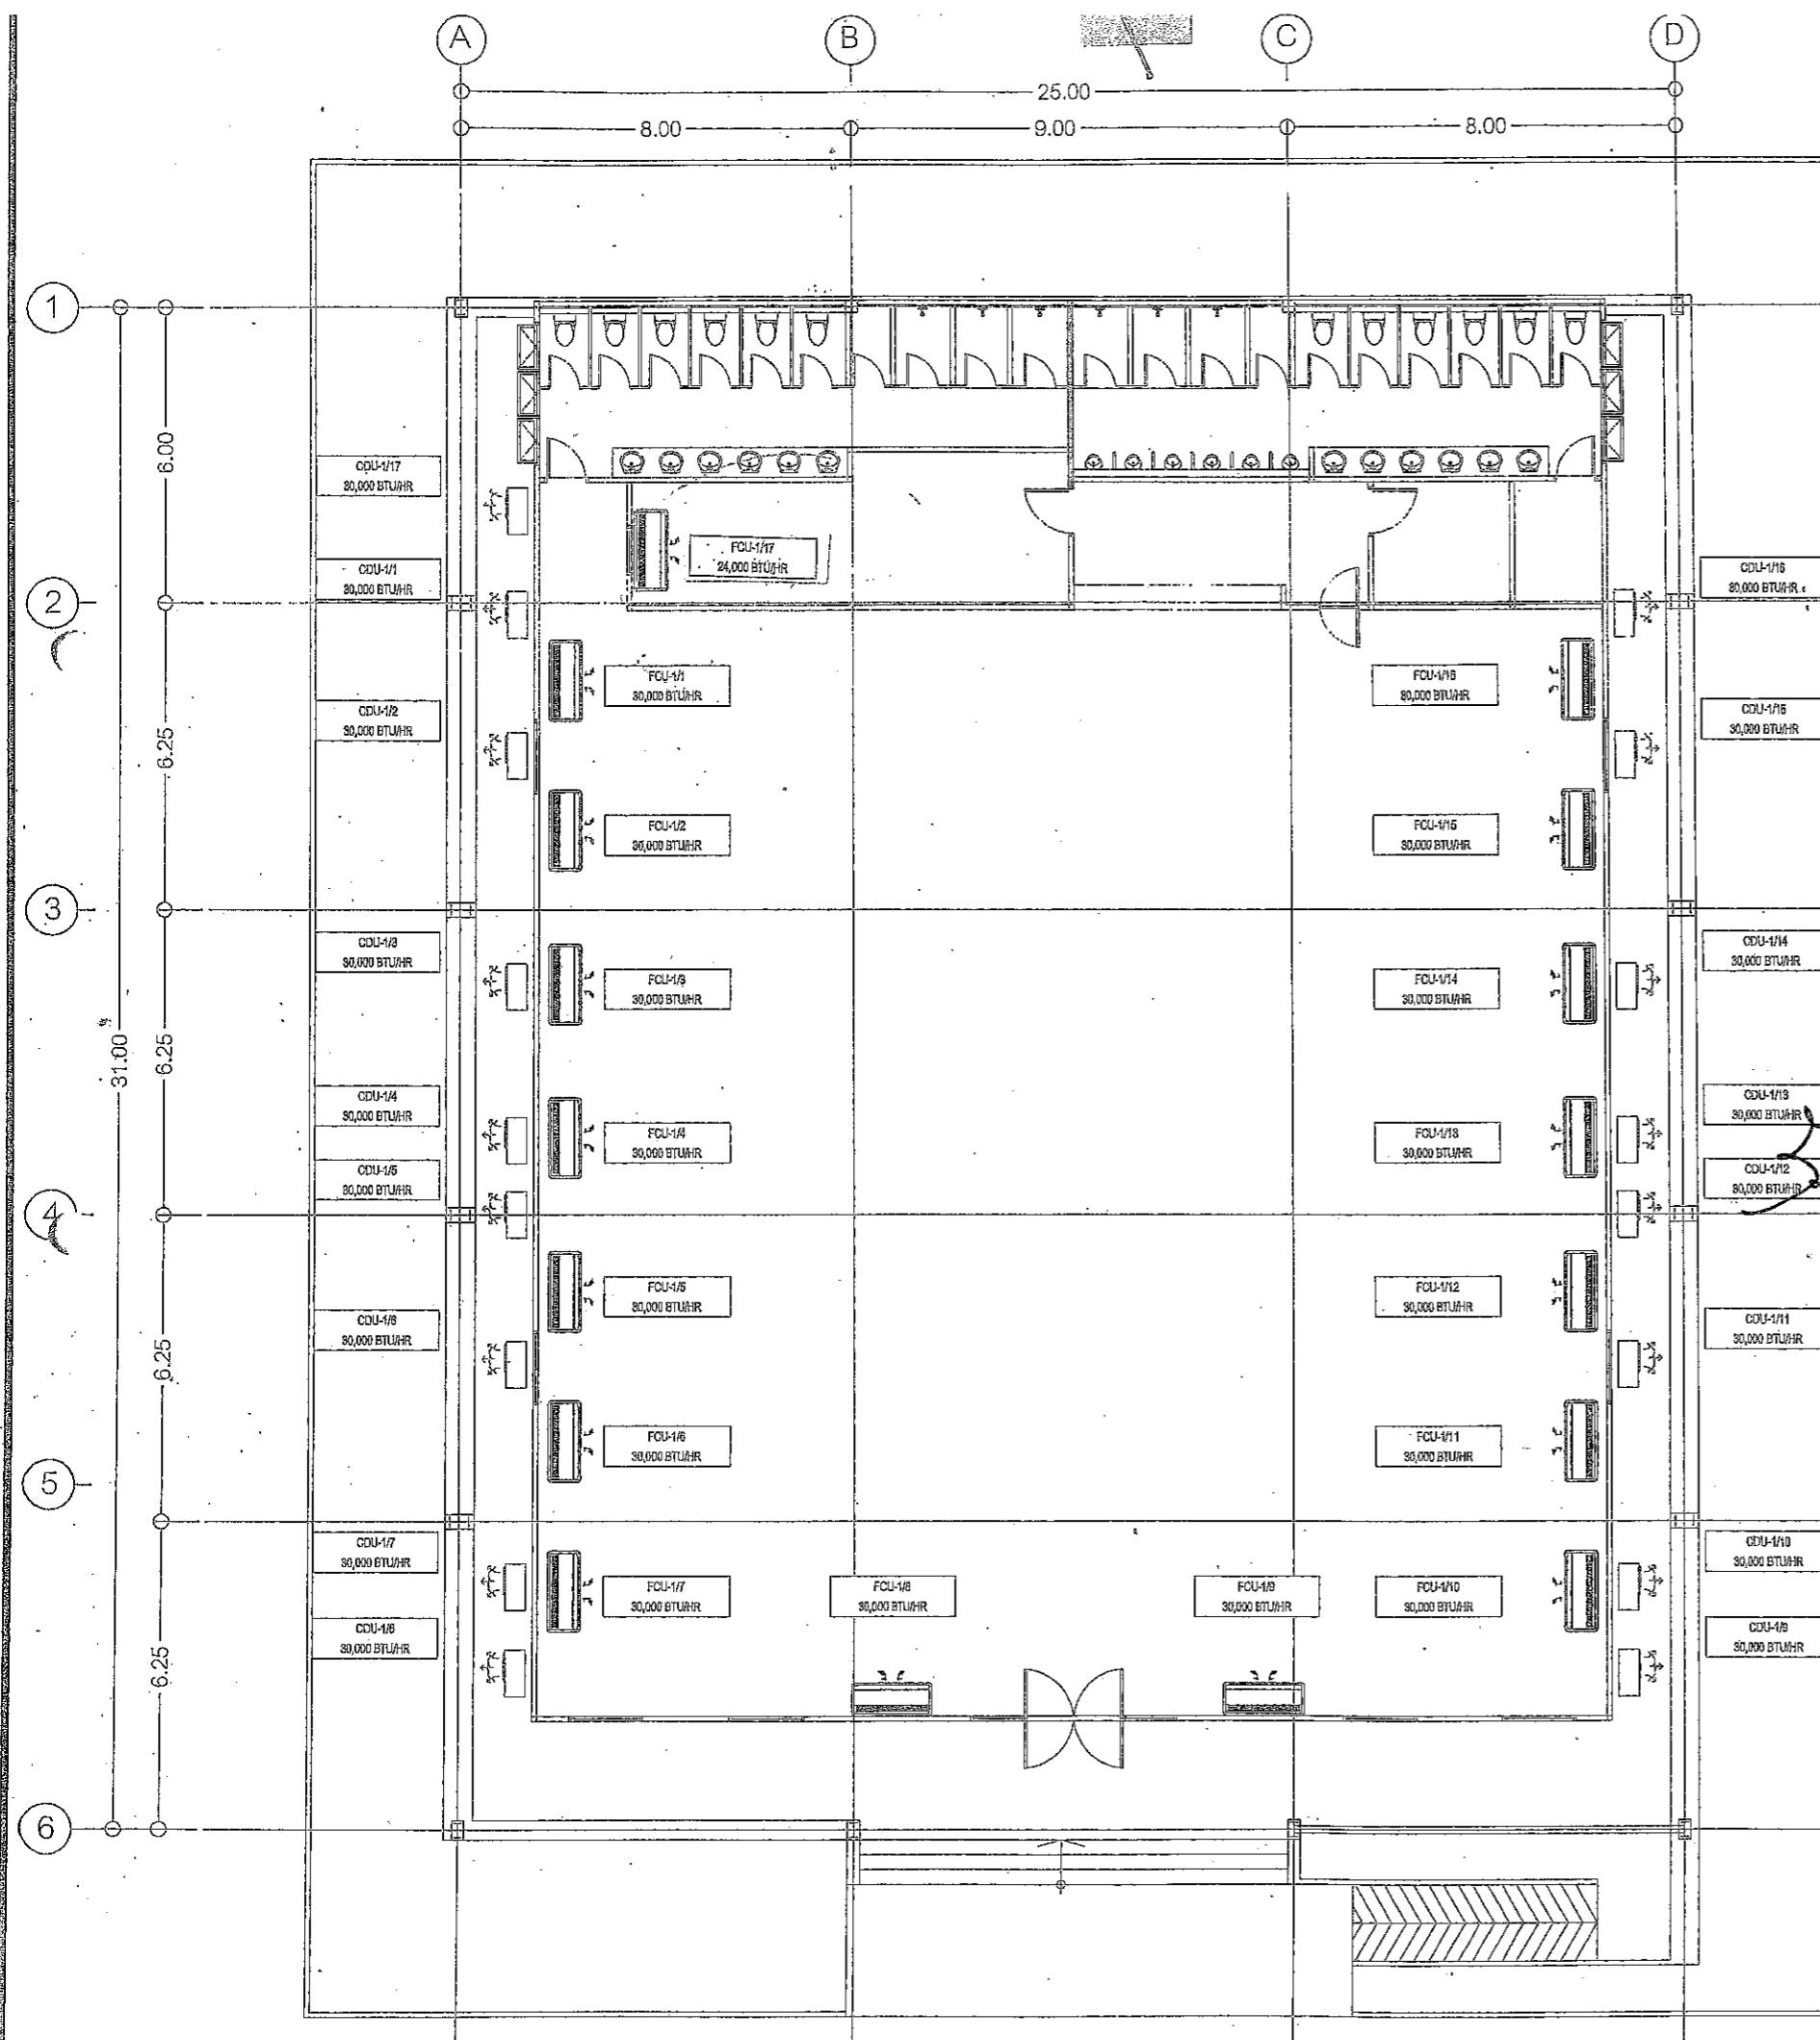 A B C D
25.00
8.00 9.00 8.00
1
6.00
CDU-1/17
FCU-1/17
24,000 BTU/HR
CDU-1/1
CDU-1/16
2
FCU-1/1
30,000 BTU/HR
FCU-1/16
30,000 BTU/HR
CDU-1/2
30,000 BTU/HR
CDU-1/15
30,000 BTU/HR
6.25
FCU-1/2
30,000 BTU/HR
FCU-1/15
30,000 BTU/HR
3
CDU-1/3
30,000 BTU/HR
CDU-1/14
30,000 BTU/HR
FCU-1/3
30,000 BTU/HR
FCU-1/14
30,000 BTU/HR
31.00
6.25
CDU-1/4
30,000 BTU/HR
CDU-1/13
30,000 BTU/HR
FCU-1/4
30,000 BTU/HR
FCU-1/13
30,000 BTU/HR
CDU-1/5
30,000 BTU/HR
CDU-1/12
30,000 BTU/HR
4
FCU-1/5
30,000 BTU/HR
FCU-1/12
30,000 BTU/HR
CDU-1/6
30,000 BTU/HR
CDU-1/11
30,000 BTU/HR
6.25
FCU-1/6
30,000 BTU/HR
FCU-1/11
30,000 BTU/HR
5
CDU-1/7
30,000 BTU/HR
CDU-1/10
30,000 BTU/HR
FCU-1/7
30,000 BTU/HR
FCU-1/8
30,000 BTU/HR
FCU-1/9
30,000 BTU/HR
FCU-1/10
30,000 BTU/HR
30,000 BTU/HR
CDU-1/9
30,000 BTU/HR
6.25
6